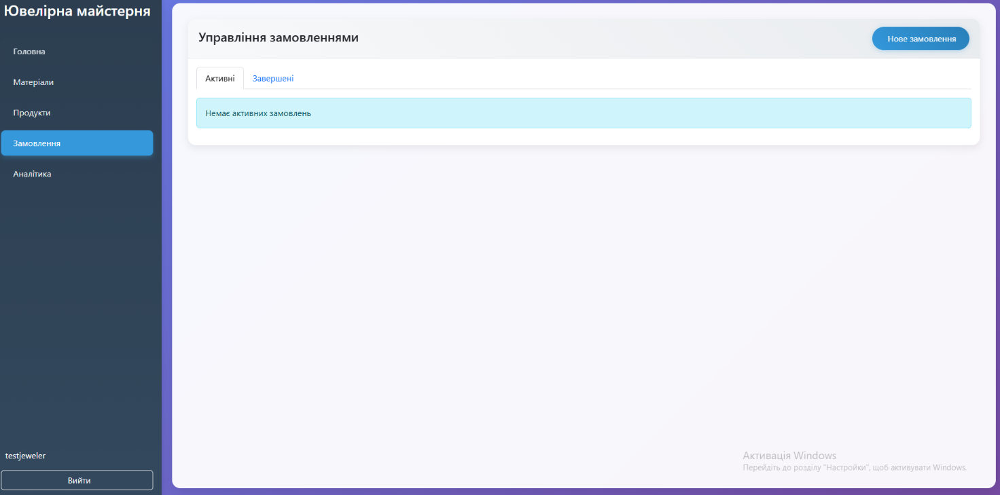 Ювелірна майстерня
Головна
Матеріали
Продукти
Замовлення
Аналітика
testjeweler
Вийти
Управління замовленнями
Нове замовлення
Активні
Завершені
Немає активних замовлень
Активація Windows
Перейдіть до розділу "Настройки", щоб активувати Windows.